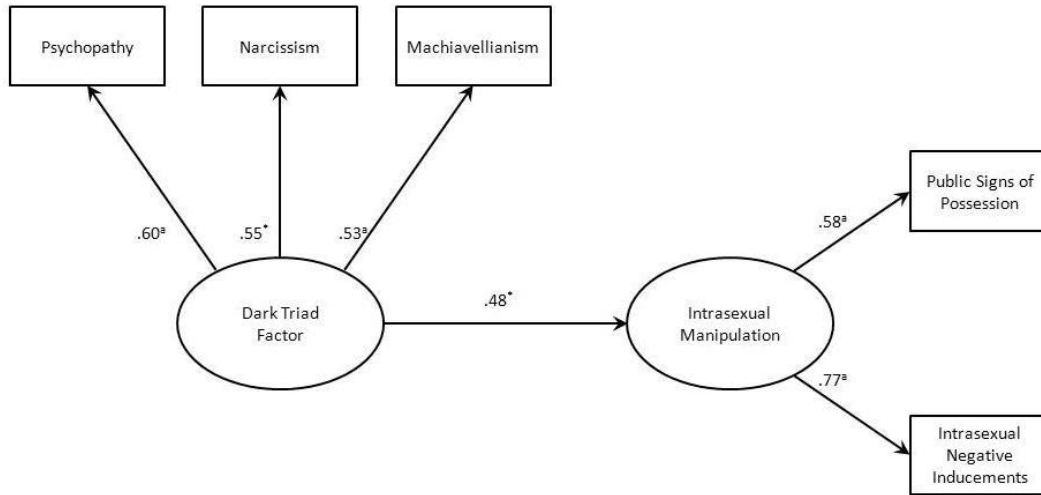 Psychopathy
Narcissism
Machiavellianism
Public Signs of
Possession
.60ª
.55*
.53ª
.58ª
.48*
Dark Triad
Factor
Intrasexual
Manipulation
.77ª
Intrasexual
Negative
Inducements